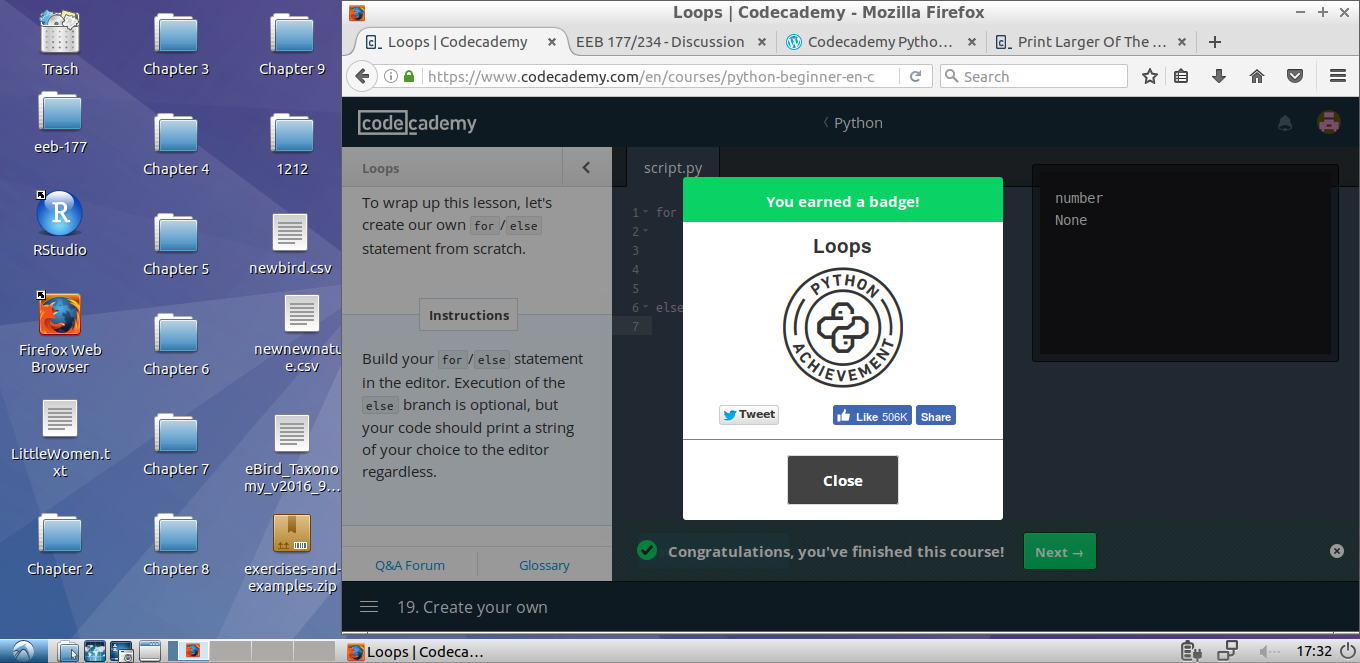 Trash
Chapter 3
Chapter 9
eeb-177
Chapter 4
1212
R
RStudio
Chapter 5
newbird.csv
Firefox Web
Browser
Chapter 6
newnewnatu
e.csv
LittleWomen.t
xt
Chapter 7
eBird_Taxono
my_v2016_9...
Chapter 2
Chapter 8
exercises-and-
examples.zip
Loops | Codecademy - Mozilla Firefox
Loops | Codecademy
EEB 177/234 - Discussion
Codecademy Pytho...
Print Larger Of The ...
https://www.codecademy.com/en/courses/python-beginner-en-c
Search
codecademy
Python
Loops
To wrap up this lesson, let's
create our own for / else
statement from scratch.
Instructions
Build your for / else statement
in the editor. Execution of the
else branch is optional, but
your code should print a string
of your choice to the editor
regardless.
Q&A Forum
Glossary
script.py
1 for
2
3
4
5
6 else
7
number
None
You earned a badge!
Loops
PYTHON
ACHIEVEMENT
Tweet
Like 506K
Share
Close
Congratulations, you've finished this course!
Next →
19. Create your own
Loops | Codeca...
17:32